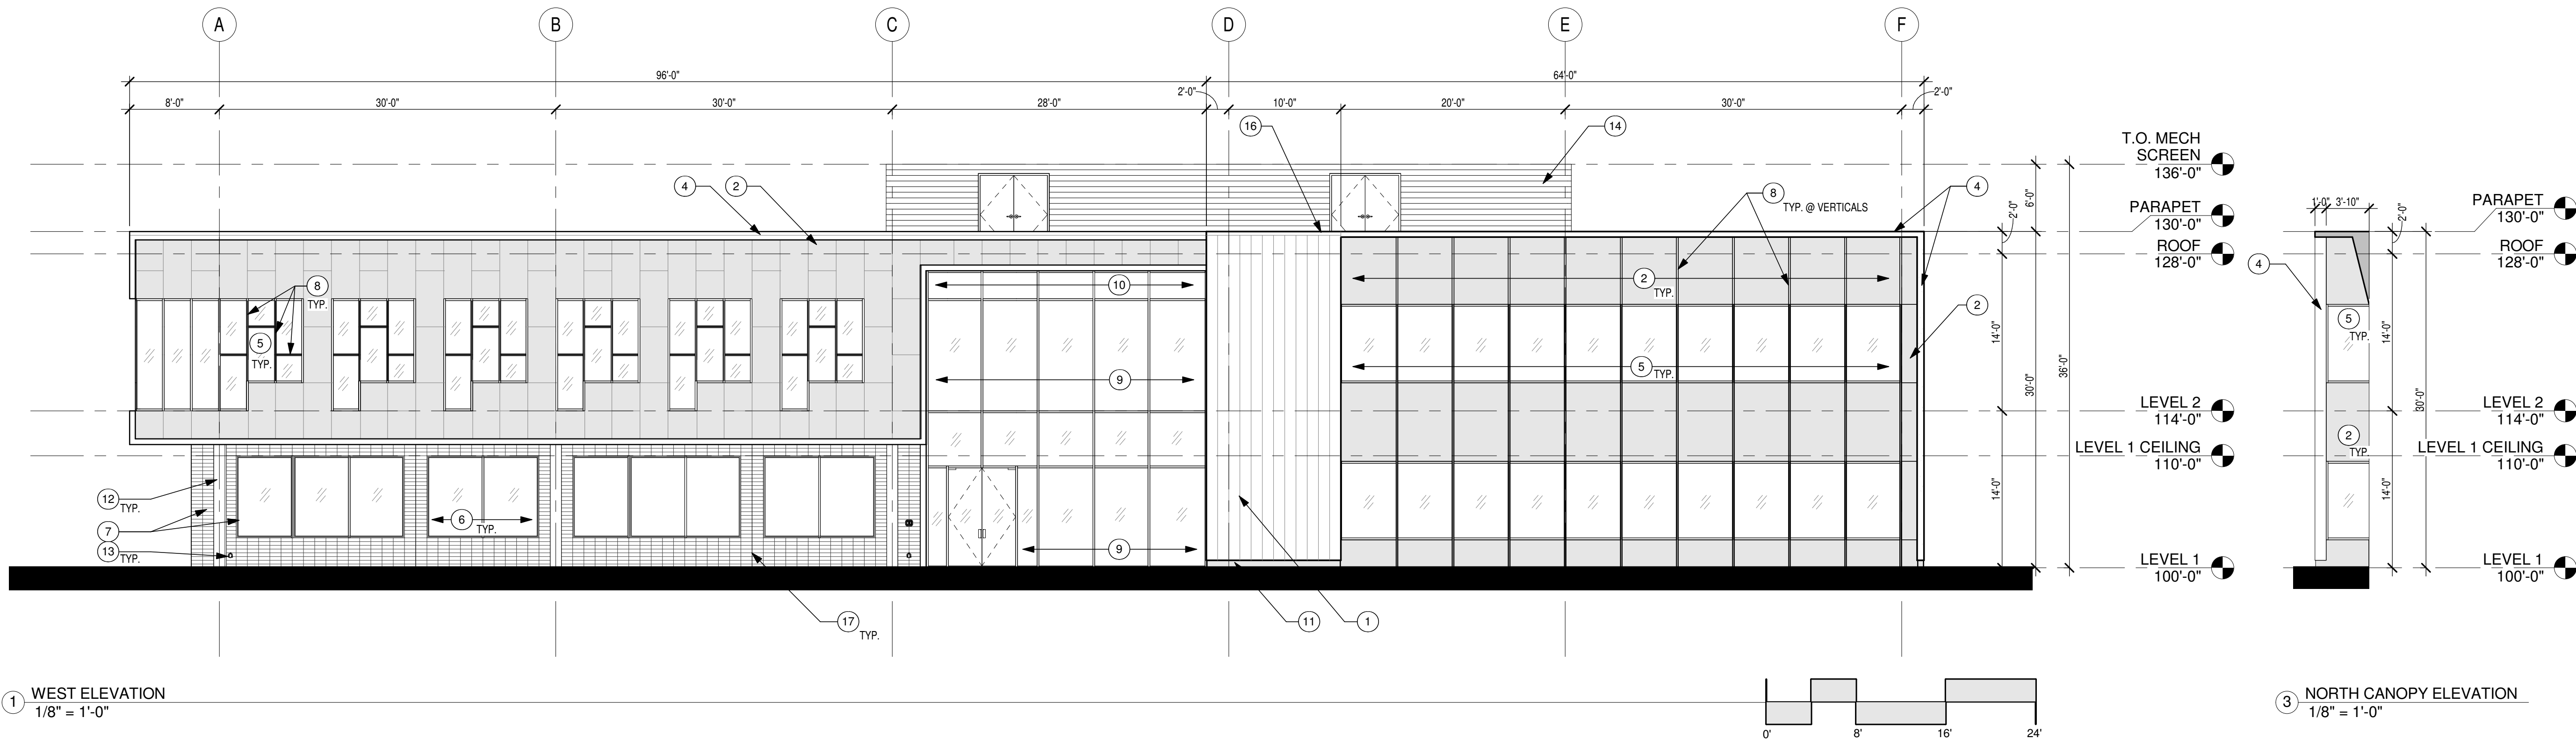 A
B
C
D
E
F
96'-0"
64'-0"
8'-0"
30'-0"
30'-0"
28'-0"
2'-0"
10'-0"
20'-0"
30'-0"
2'-0"
16
14
4
2
8
TYP. @ VERTICALS
4
T.O. MECH
SCREEN
136'-0"
PARAPET
130'-0"
ROOF
128'-0"
LEVEL 2
114'-0"
LEVEL 1 CEILING
110'-0"
LEVEL 1
100'-0"
6'-0"
2'-0"
14'-0"
30'-0"
36'-0"
14'-0"
8
TYP.
5
TYP.
10
2
TYP.
2
9
5
TYP.
12
TYP.
7
13
TYP.
6
TYP.
9
17
TYP.
11
1
1'-0"
3'-10"
2'-0"
4
5
TYP.
14'-0"
30'-0"
2
TYP.
14'-0"
PARAPET
130'-0"
ROOF
128'-0"
LEVEL 2
114'-0"
LEVEL 1 CEILING
110'-0"
LEVEL 1
100'-0"
1
WEST ELEVATION
1/8" = 1'-0"
0'
8'
16'
24'
3
NORTH CANOPY ELEVATION
1/8" = 1'-0"